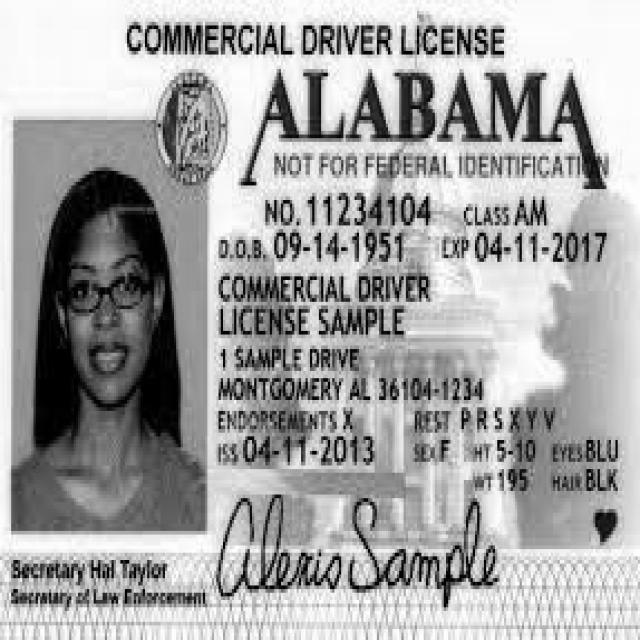 COMMERCIAL DRIVER LICENSE
ALABAMA
NOT FOR FEDERAL IDENTIFICATION
NO. 11234104 CLASS AM
D.O.B. 09-14-1951 EXP 04-11-2017
COMMERCIAL DRIVER
LICENSE SAMPLE
1 SAMPLE DRIVE
MONTGOMERY AL 36104-1234
ENDORSEMENTS X REST P R S X Y V
ISS 04-11-2013 SEX F HT 5-10 EYES BLU
WT 195 HAIR BLK
Alexis Sample
Secretary Hal Taylor
Secretary of Law Enforcement